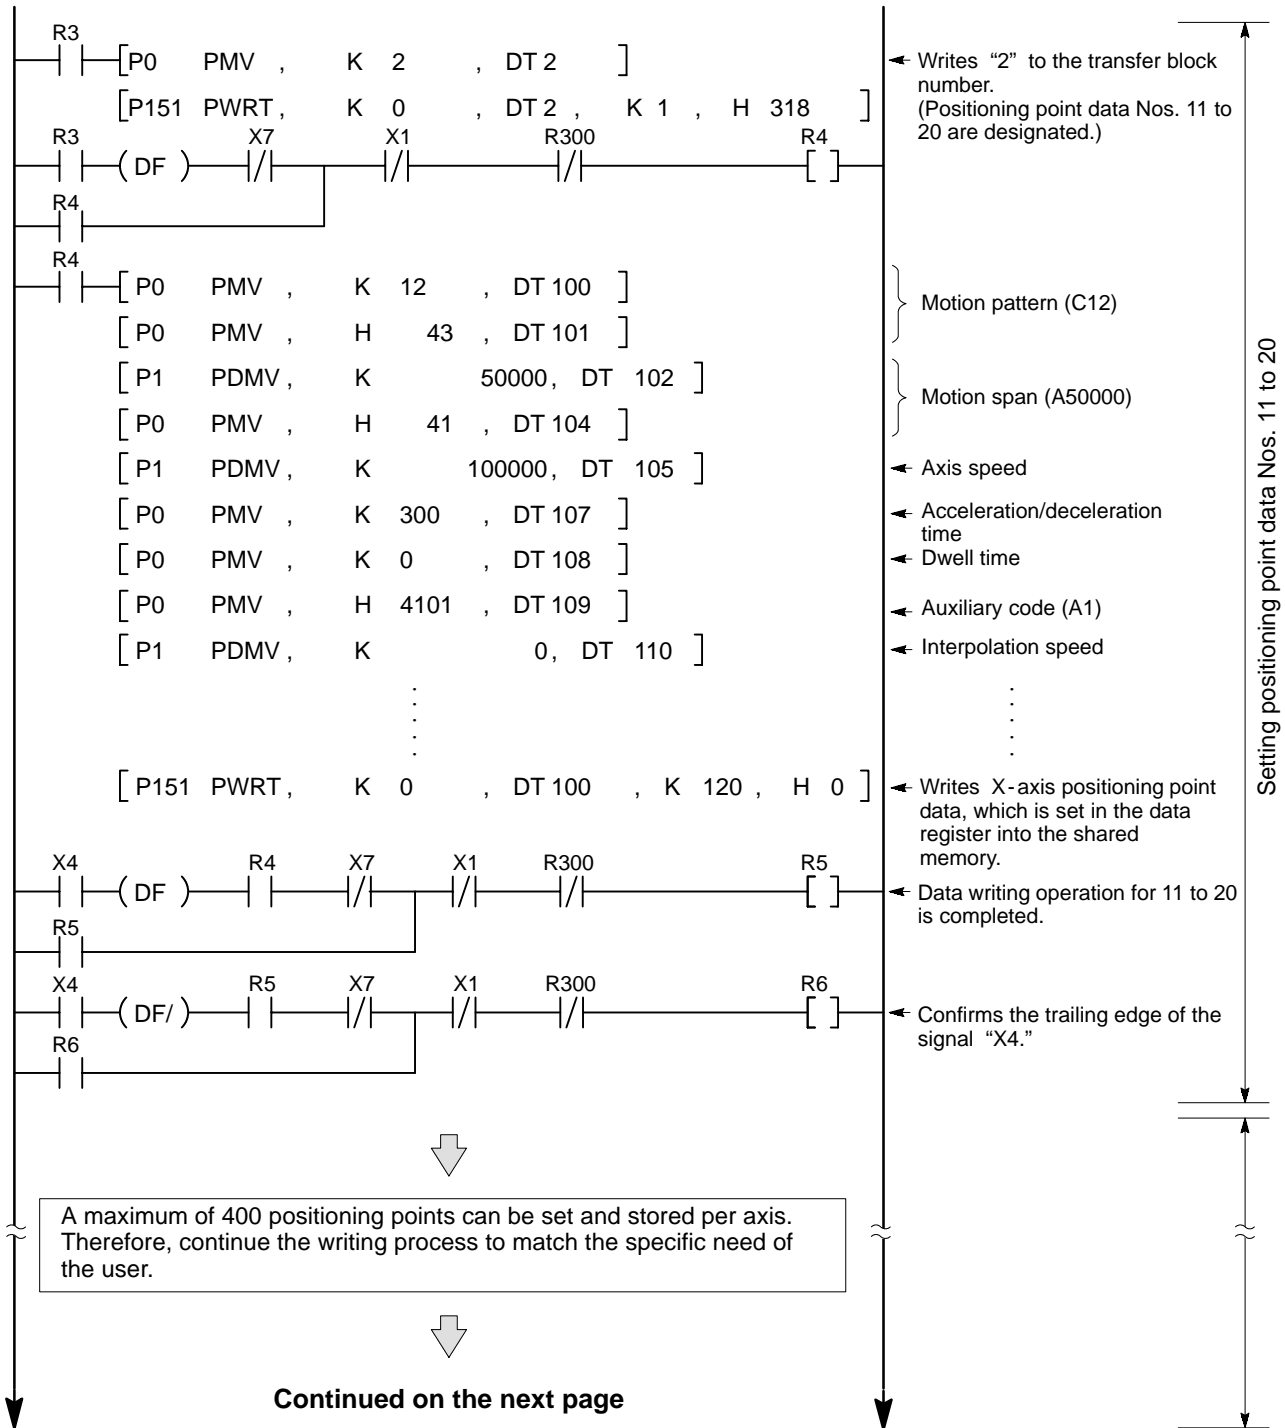 R3
[P0 PMV , K 2 , DT 2 ]
Writes “2” to the transfer block
number.
(Positioning point data Nos. 11 to
20 are designated.)
[P151 PWRT, K 0 , DT 2 , K 1 , H 318 ]
R3 X7 X1 R300 R4
( DF ) [ ]
R4
R4
[ P0 PMV , K 12 , DT 100 ]
Motion pattern (C12)
[ P0 PMV , H 43 , DT 101 ]
[ P1 PDMV , K 50000, DT 102 ]
Motion span (A50000)
[ P0 PMV , H 41 , DT 104 ]
[ P1 PDMV , K 100000, DT 105 ]
Axis speed
[ P0 PMV , K 300 , DT 107 ]
Acceleration/deceleration
time
[ P0 PMV , K 0 , DT 108 ]
Dwell time
[ P0 PMV , H 4101 , DT 109 ]
Auxiliary code (A1)
[ P1 PDMV , K 0, DT 110 ]
Interpolation speed
[ P151 PWRT, K 0 , DT 100 , K 120 , H 0 ]
Writes X-axis positioning point
data, which is set in the data
register into the shared
memory.
X4 R4 X7 X1 R300 R5
( DF ) [ ]
Data writing operation for 11 to 20
is completed.
R5
X4 R5 X7 X1 R300 R6
( DF/ ) [ ]
Confirms the trailing edge of the
signal “X4.”
R6
Setting positioning point data Nos. 11 to 20
A maximum of 400 positioning points can be set and stored per axis.
Therefore, continue the writing process to match the specific need of
the user.
Continued on the next page